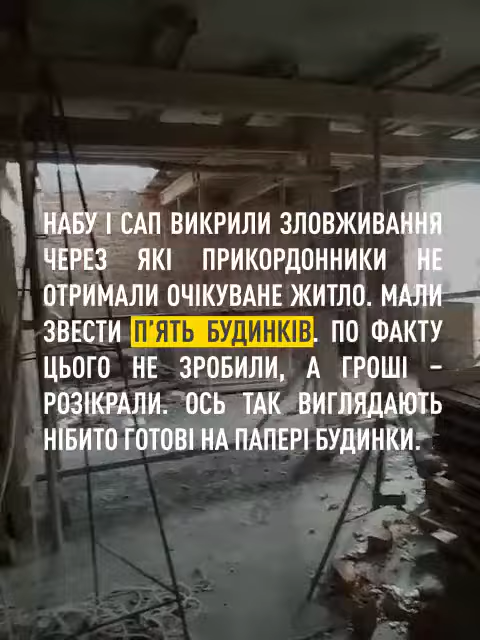 НАБУ І САП ВИКРИЛИ ЗЛОВЖИВАННЯ
ЧЕРЕЗ ЯКІ ПРИКОРДОННИКИ НЕ
ОТРИМАЛИ ОЧІКУВАНЕ ЖИТЛО. МАЛИ
ЗВЕСТИ П'ЯТЬ БУДИНКІВ. ПО ФАКТУ
ЦЬОГО НЕ ЗРОБИЛИ, А ГРОШІ –
РОЗІКРАЛИ. ОСЬ ТАК ВИГЛЯДАЮТЬ
НІБИТО ГОТОВІ НА ПАПЕРІ БУДИНКИ.